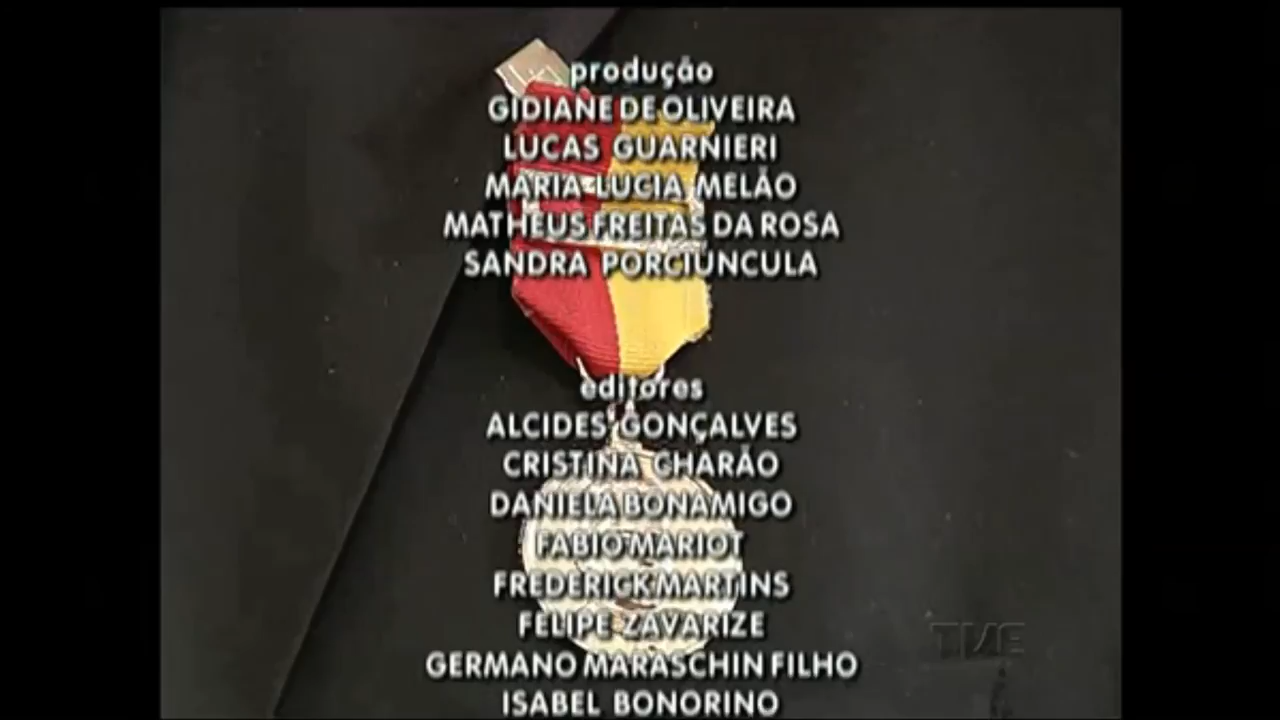 produção
GIDIANE DE OLIVEIRA
LUCAS GUARNIERI
MARIA LUCIA MELÃO
MATHEUS FREITAS DA ROSA
SANDRA PORCIÚNCULA
editores
ALCIDES GONÇALVES
CRISTINA CHARÃO
DANIELA BONAMIGO
FABIO MARIOT
FREDERICK MARTINS
FELIPE ZAVARIZE
TVE
GERMANO MARASCHIN FILHO
ISABEL BONORINO